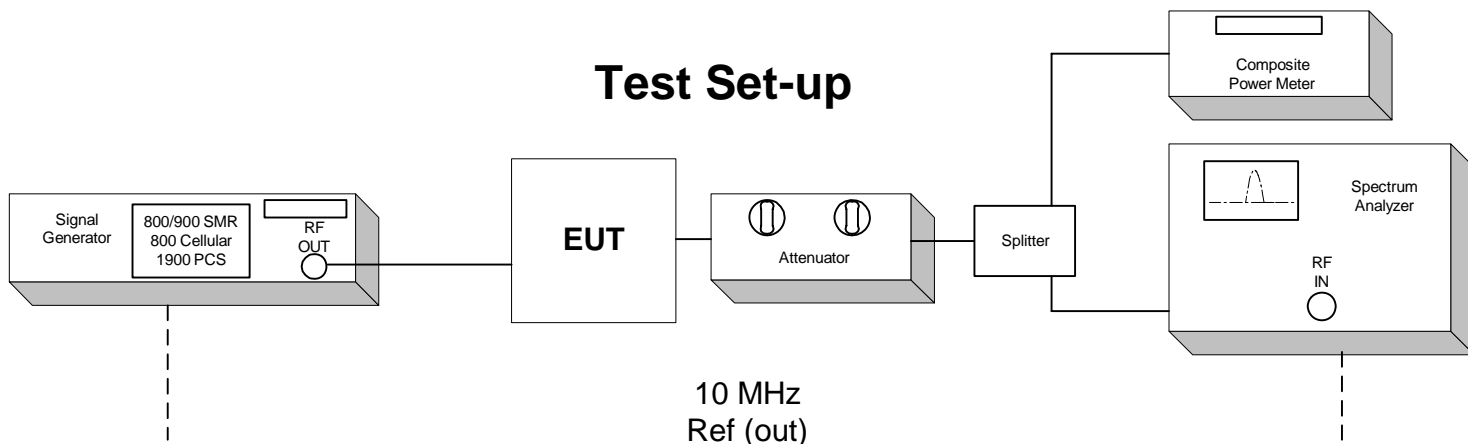 Test Set-up
Composite
Power Meter
Signal
Generator
800/900 SMR
800 Cellular
1900 PCS
RF
OUT
EUT
Attenuator
Splitter
Spectrum
Analyzer
RF
IN
10 MHz
Ref (out)